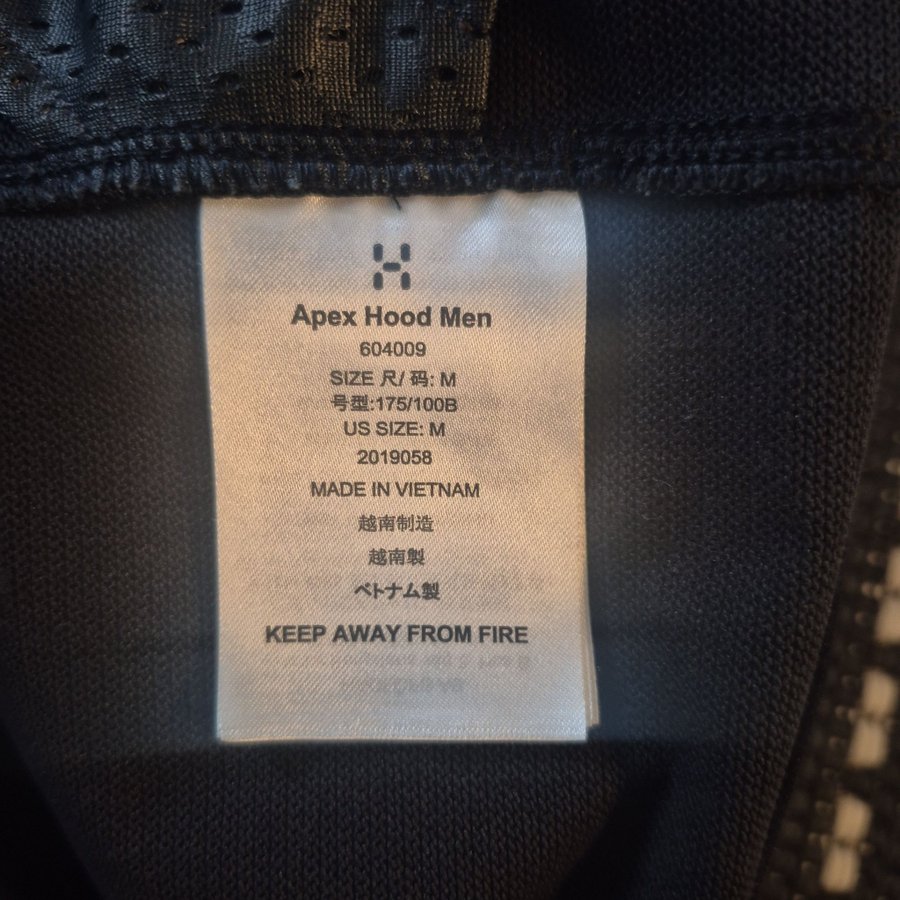 Apex Hood Men
604009
SIZE 尺/ 码: M
号型:175/100B
US SIZE: M
2019058
MADE IN VIETNAM
越南制造
越南製
ベトナム製
KEEP AWAY FROM FIRE